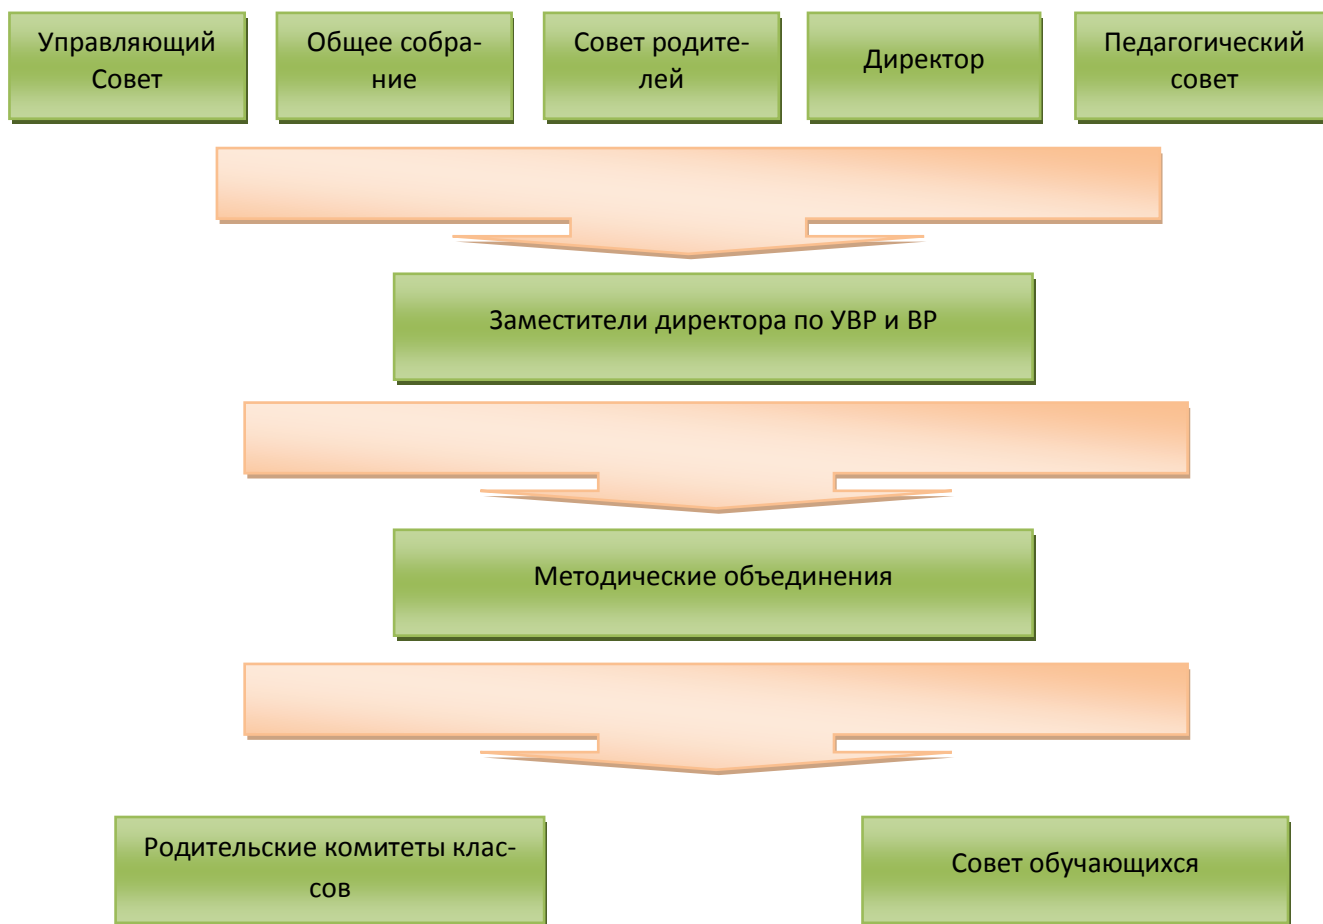 Управляющий
Совет
Общее собра-
ние
Совет родите-
лей
Директор
Педагогический
совет
Заместители директора по УВР и ВР
Методические объединения
Родительские комитеты клас-
сов
Совет обучающихся